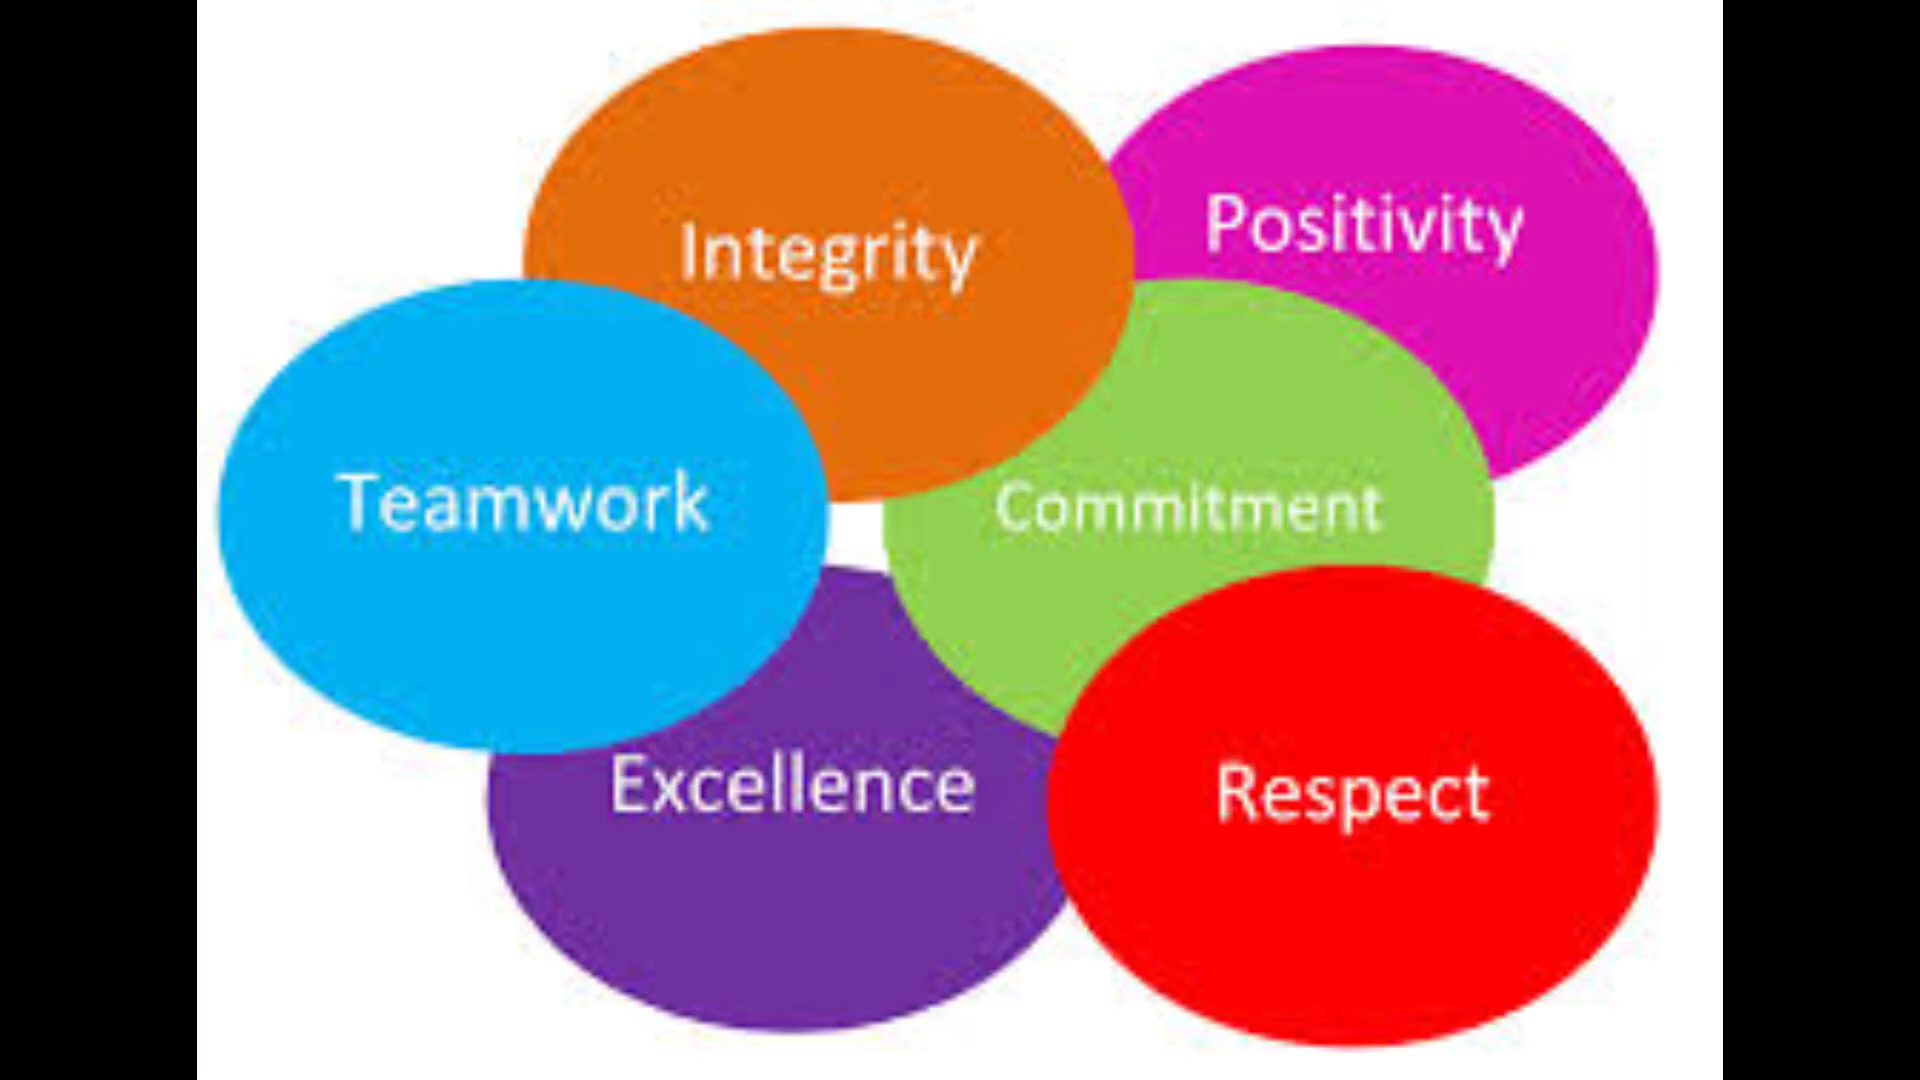 Integrity
Positivity
Teamwork
Commitment
Excellence
Respect